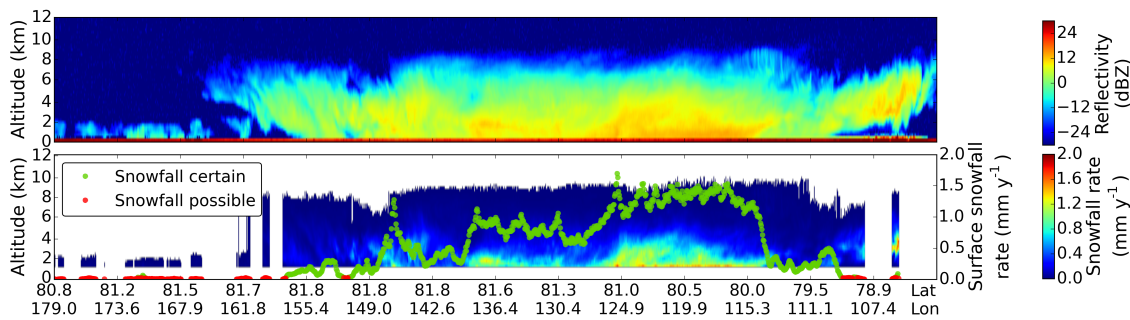 12
10
8
6
4
2
0
Altitude (km)
24
12
0
−12
−24
Reflectivity
(dBZ)
12
10
8
6
4
2
0
Altitude (km)
Snowfall certain
Snowfall possible
2.0
1.5
1.0
0.5
0.0
Surface snowfall
rate (mm y-1)
2.0
1.6
1.2
0.8
0.4
0.0
Snowfall rate
(mm y-1)
80.8 81.2 81.5 81.7 81.8 81.8 81.8 81.6 81.3 81.0 80.5 80.0 79.5 78.9 Lat
179.0 173.6 167.9 161.8 155.4 149.0 142.6 136.4 130.4 124.9 119.9 115.3 111.1 107.4 Lon